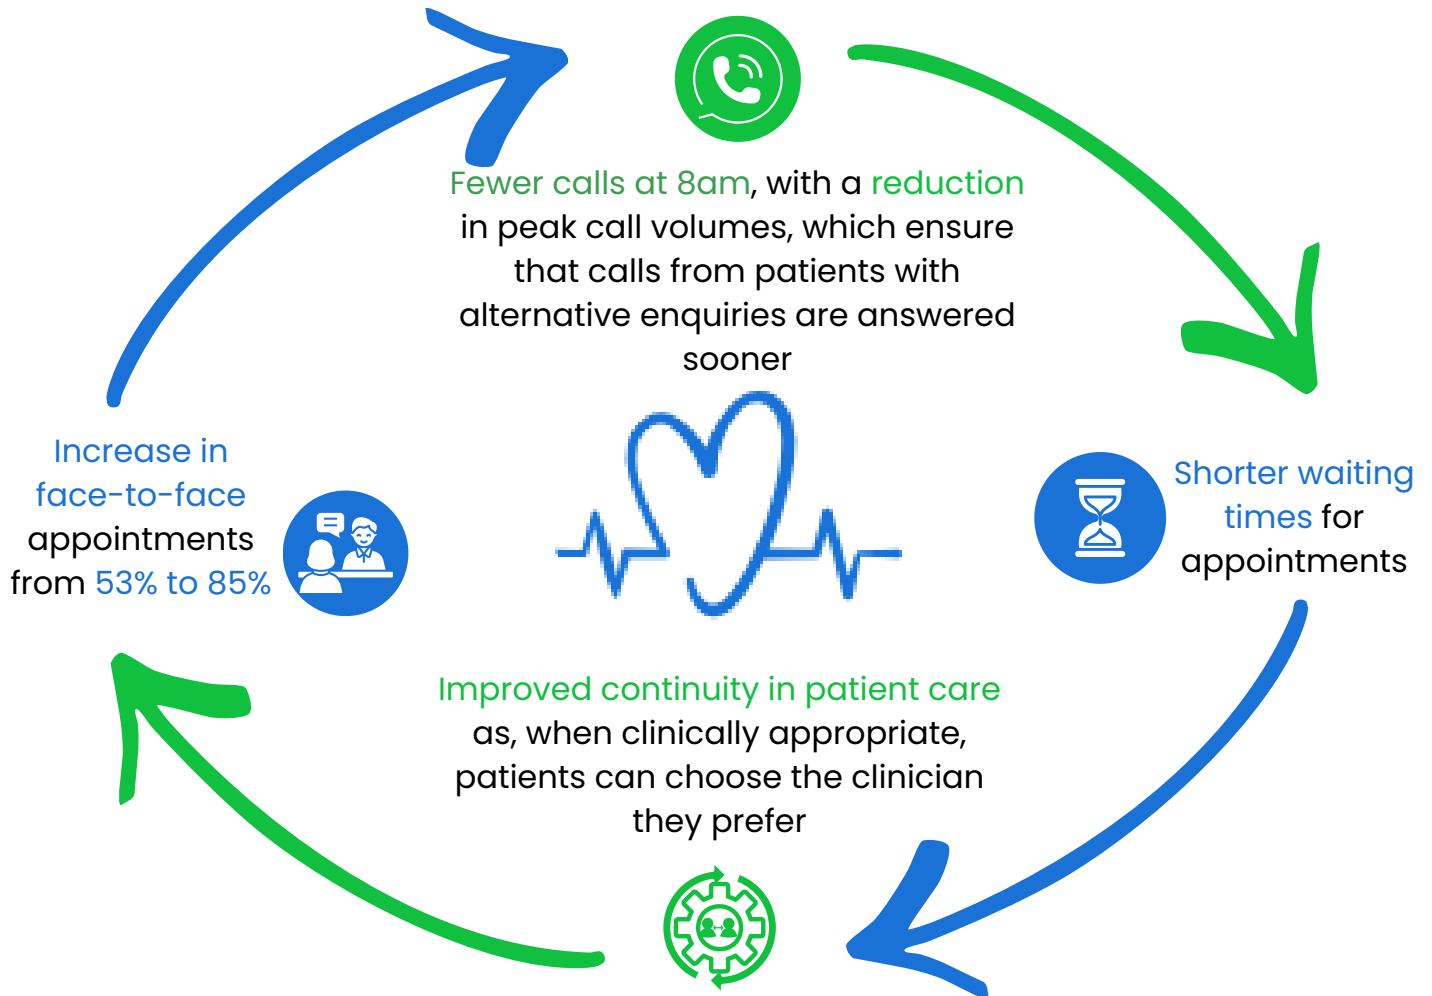 Fewer calls at 8am, with a reduction
in peak call volumes, which ensure
that calls from patients with
alternative enquiries are answered
sooner
Shorter waiting
times for
appointments
Improved continuity in patient care
as, when clinically appropriate,
patients can choose the clinician
they prefer
Increase in
face-to-face
appointments
from 53% to 85%